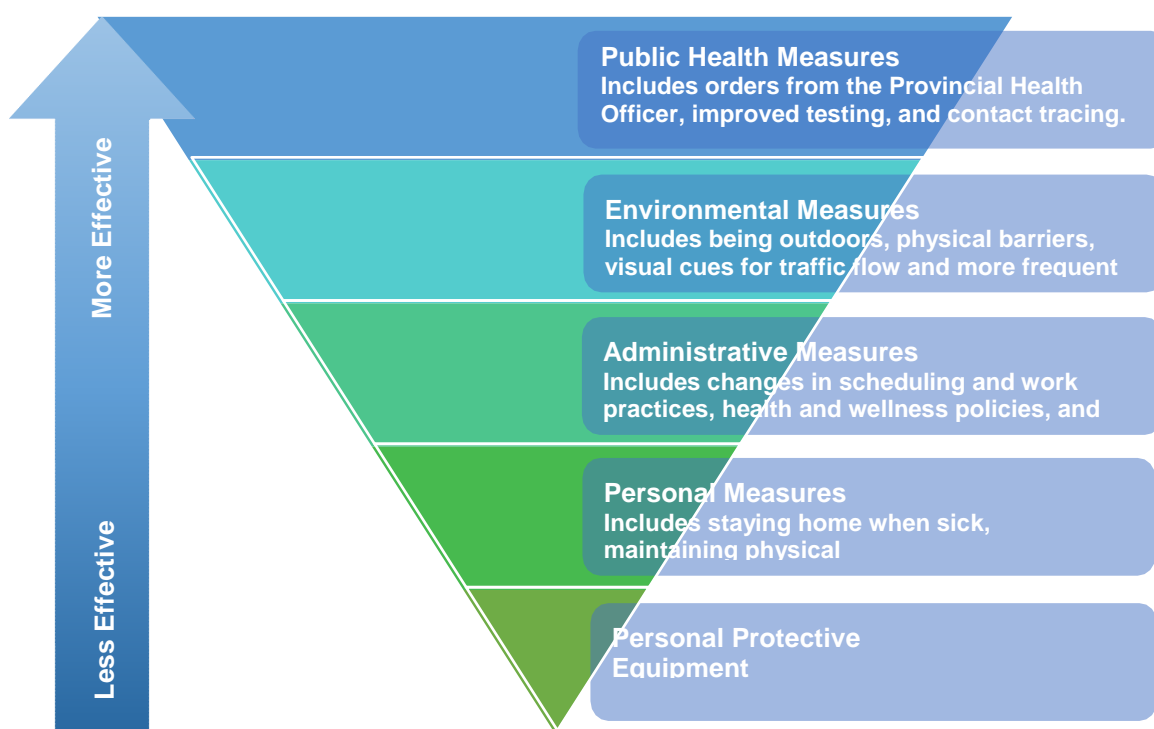 More Effective
Less Effective
Public Health Measures
Includes orders from the Provincial Health
Officer, improved testing, and contact tracing.
Environmental Measures
Includes being outdoors, physical barriers,
visual cues for traffic flow and more frequent
Administrative Measures
Includes changes in scheduling and work
practices, health and wellness policies, and
Personal Measures
Includes staying home when sick,
maintaining physical
Personal Protective
Equipment